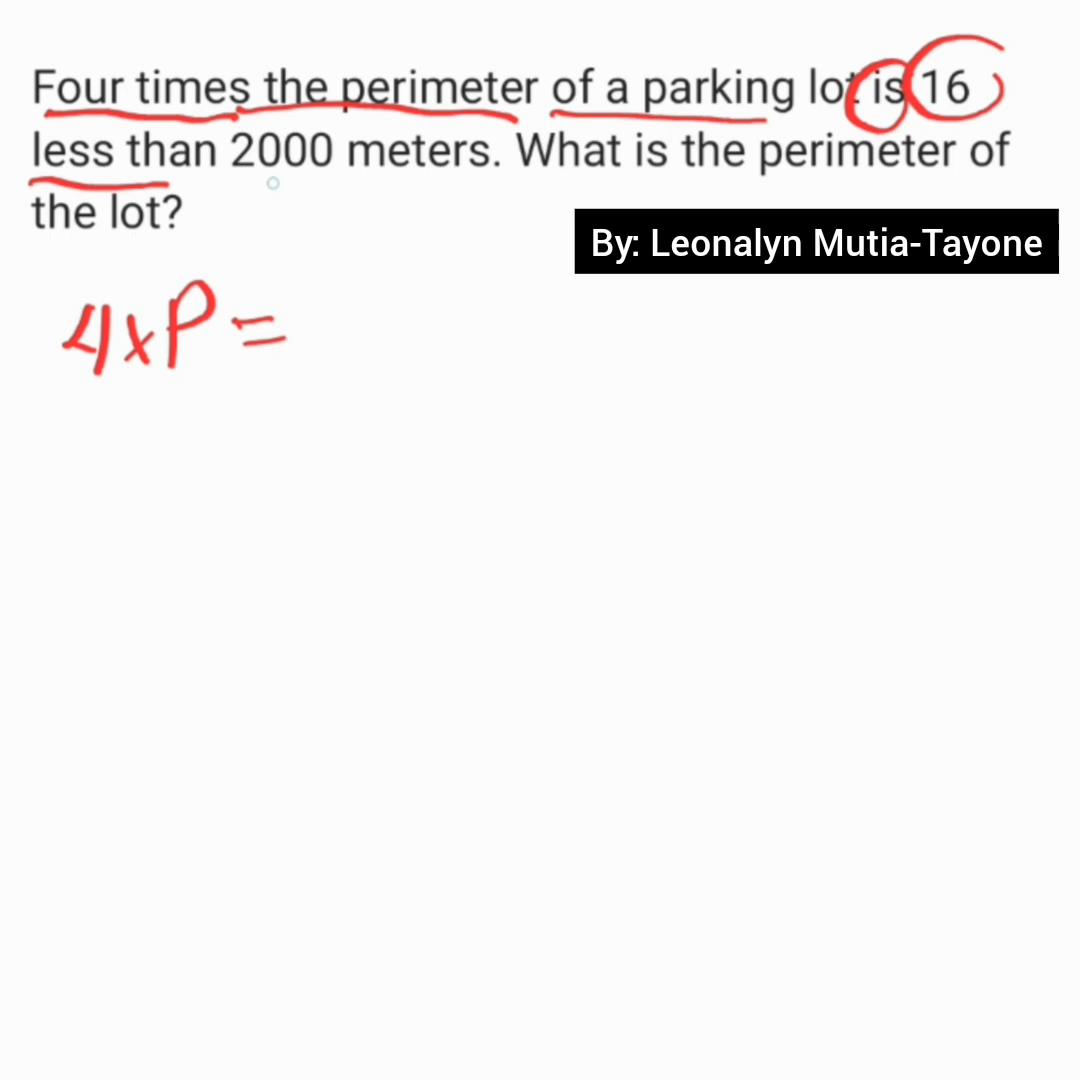 Four times the perimeter of a parking lot is 16
less than 2000 meters. What is the perimeter of
the lot?
By: Leonalyn Mutia-Tayone
4xP=